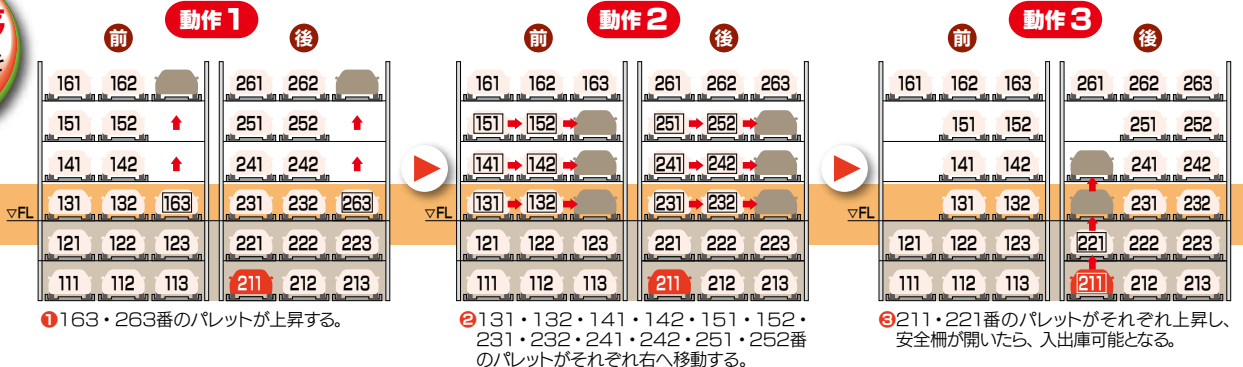 動作1
前 後
161 162 261 262
151 152 251 252
141 142 241 242
▽FL 131 132 163 231 232 263
121 122 123 221 222 223
111 112 113 211 212 213
❶163・263番のパレットが上昇する。
動作2
前 後
161 162 163 261 262 263
151 152 251 252
141 142 241 242
▽FL 131 132 231 232
121 122 123 221 222 223
111 112 113 211 212 213
❷131・132・141・142・151・152・
231・232・241・242・251・252番
のパレットがそれぞれ右へ移動する。
動作3
前 後
161 162 163 261 262 263
151 152 251 252
141 142 241 242
▽FL 131 132 231 232
121 122 123 221 222 223
111 112 113 211 212 213
❸211・221番のパレットがそれぞれ上昇し、
安全柵が開いたら、入出庫可能となる。